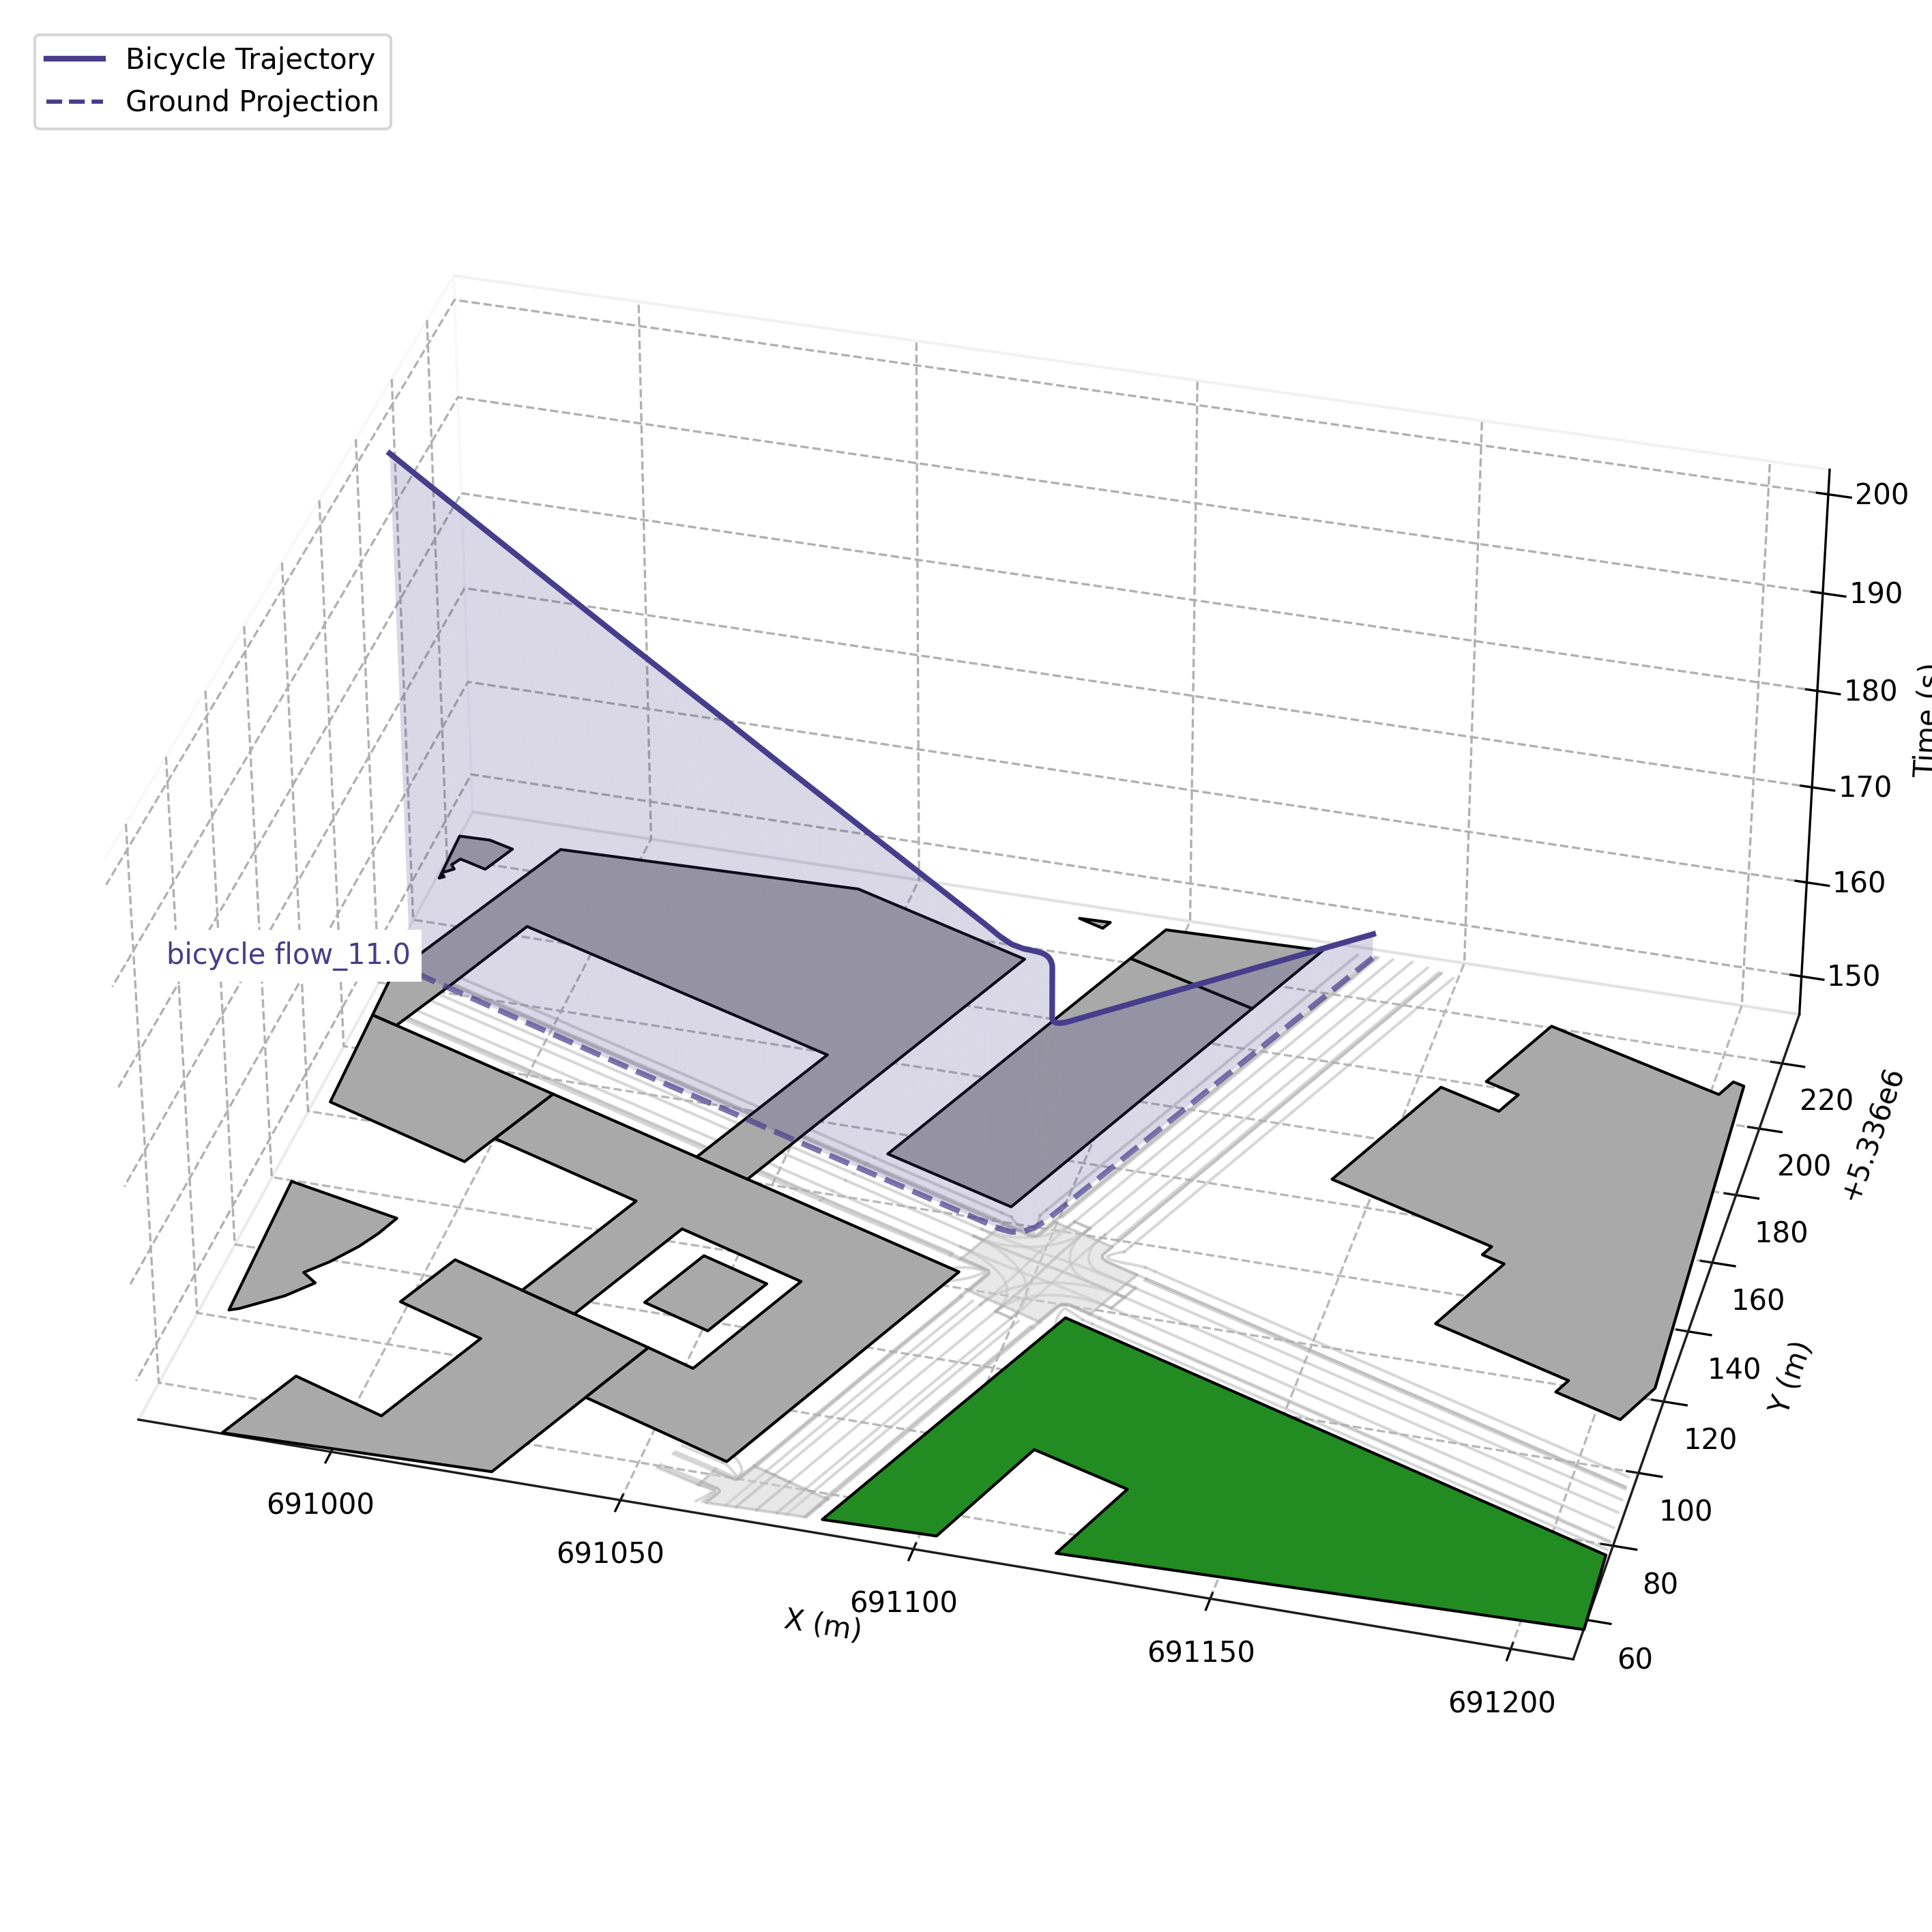 Bicycle Trajectory
Ground Projection
200
190
180
170
160
150
Time (s)
bicycle flow_11.0
220
200
180
160
140
120
100
80
60
+5.336e6
Y (m)
691000
691050
691100
691150
691200
X (m)